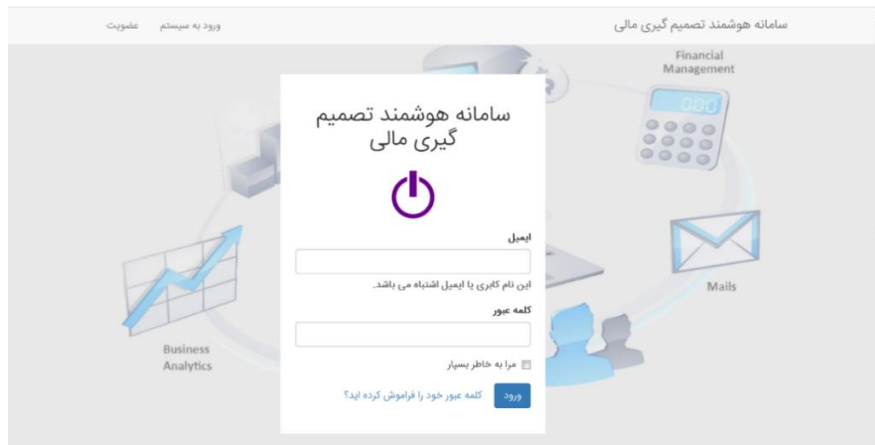 سامانه هوشمند تصمیم گیری مالی
ورود به سیستم
عضویت
Financial
Management
سامانه هوشمند تصمیم
گیری مالی
ایمیل
این نام کابری یا ایمیل اشتباه می باشد.
کلمه عبور
مرا به خاطر بسپار
ورود
کلمه عبور خود را فراموش کرده اید؟
Mails
Business
Analytics